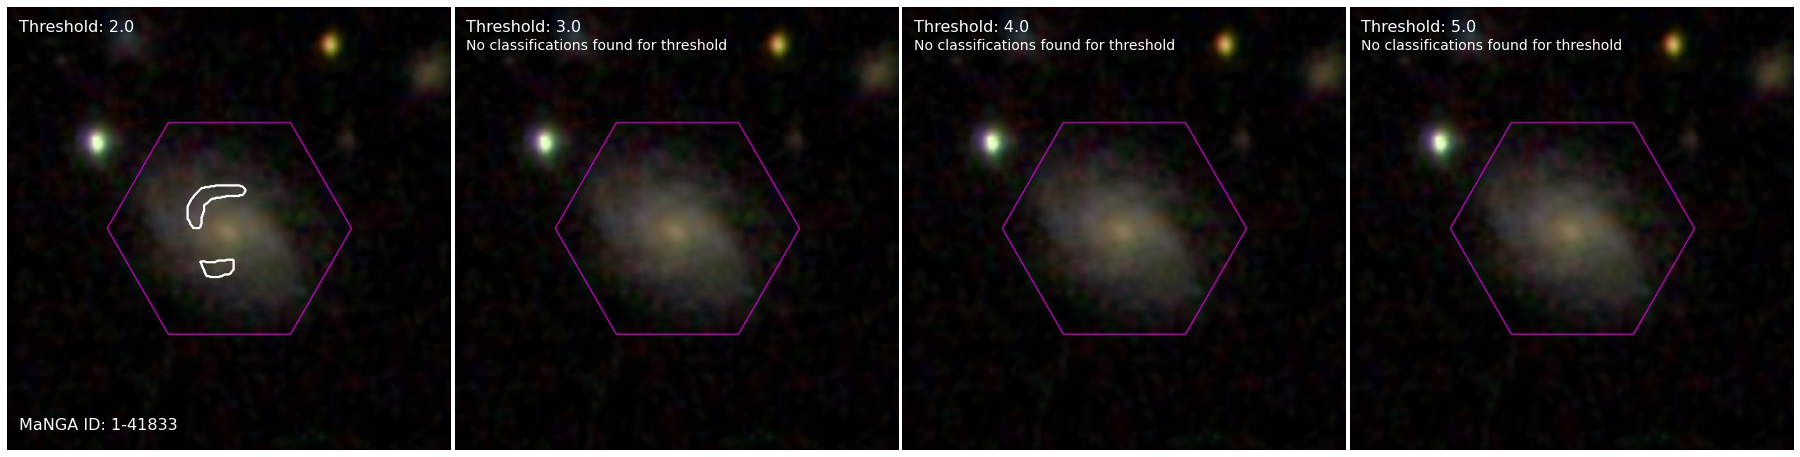 Threshold: 2.0
MaNGA ID: 1-41833
Threshold: 3.0
No classifications found for threshold
Threshold: 4.0
No classifications found for threshold
Threshold: 5.0
No classifications found for threshold